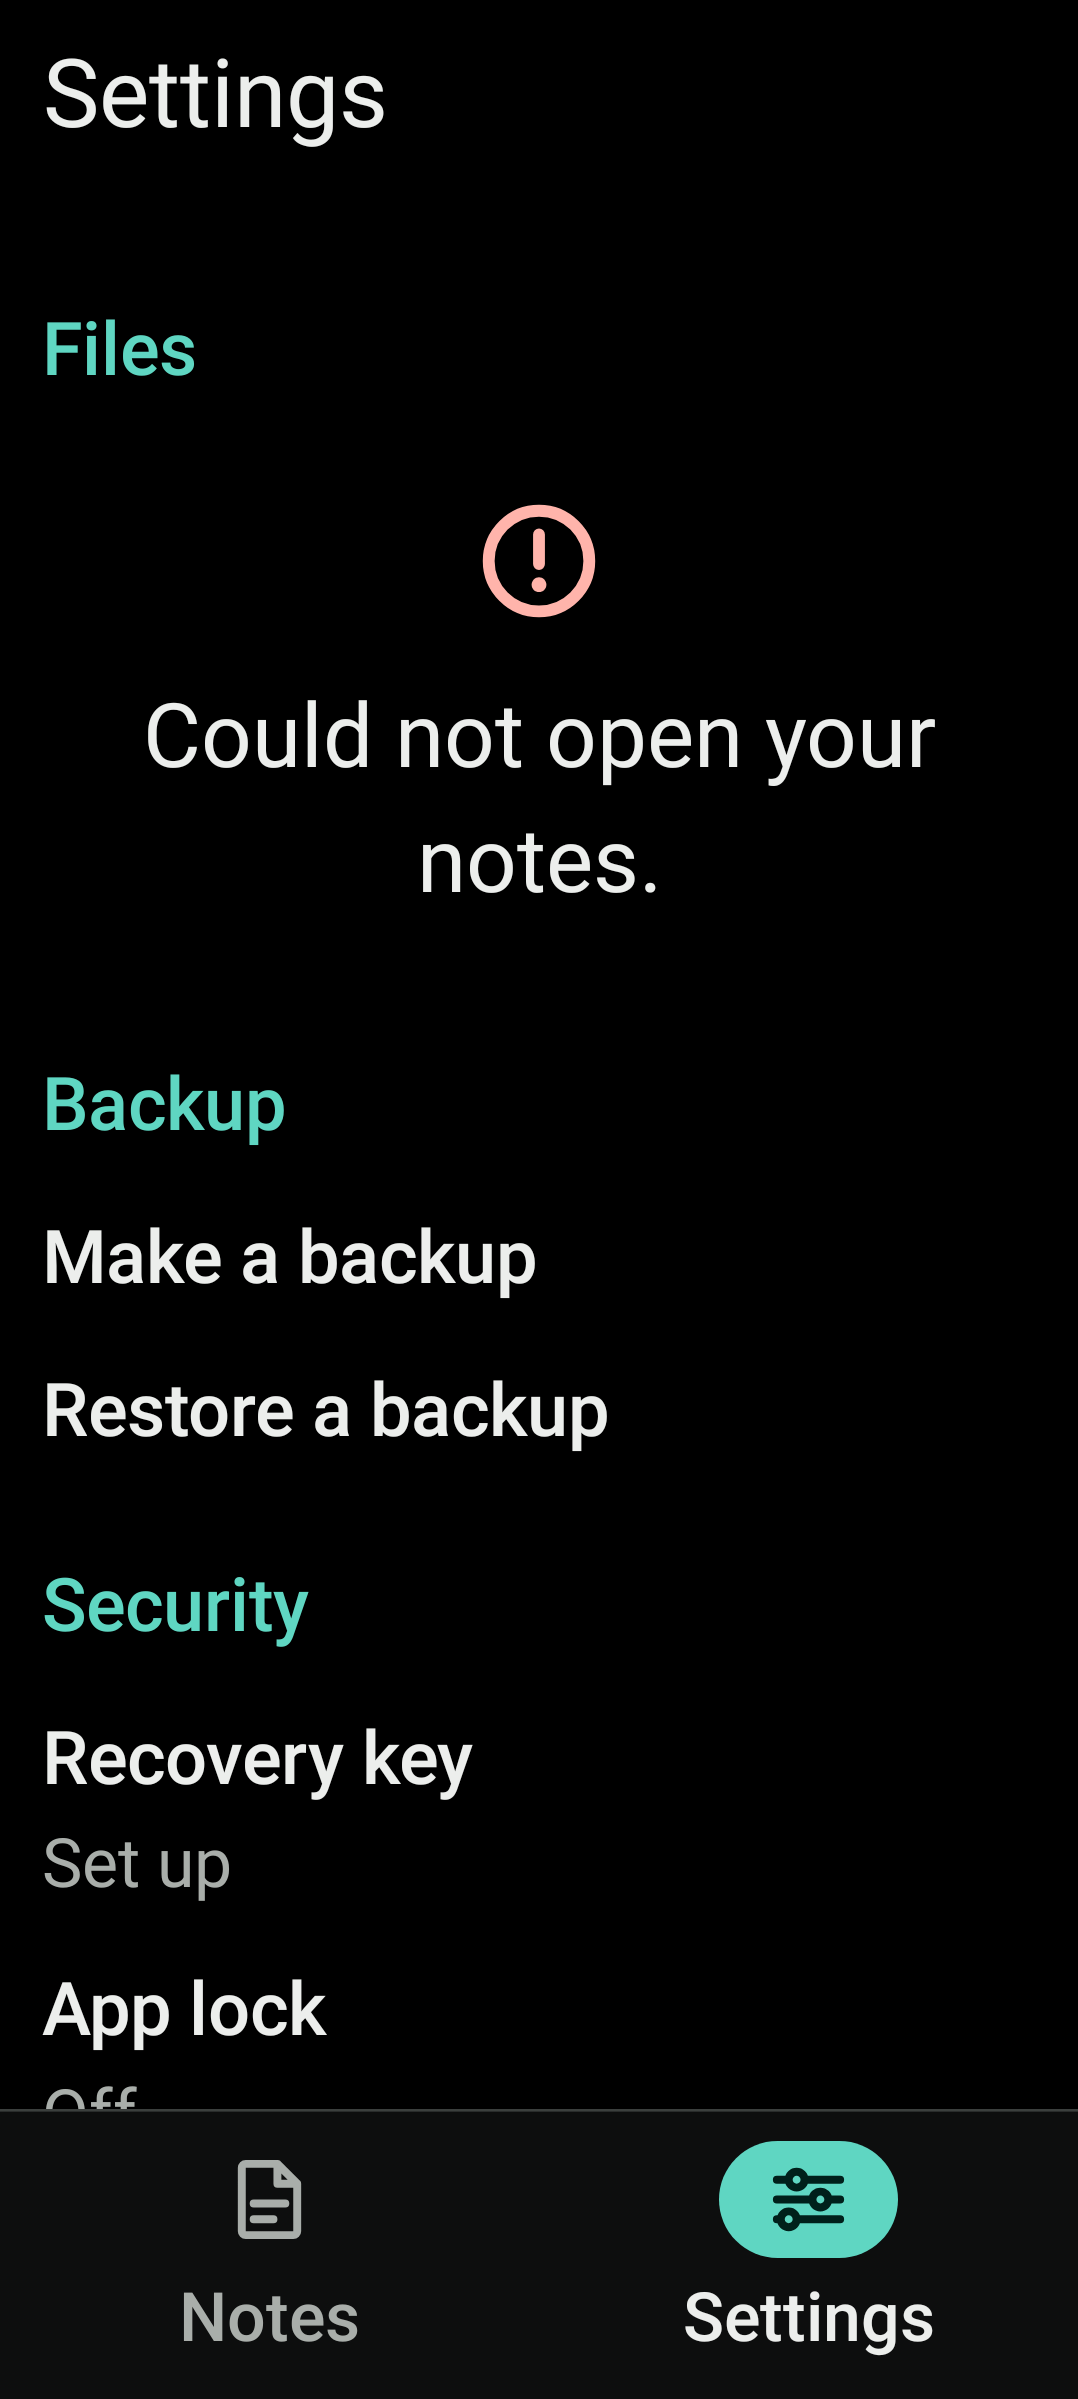 Settings
Files
Could not open your
notes.
Backup
Make a backup
Restore a backup
Security
Recovery key
Set up
App lock
Off
Notes
Settings